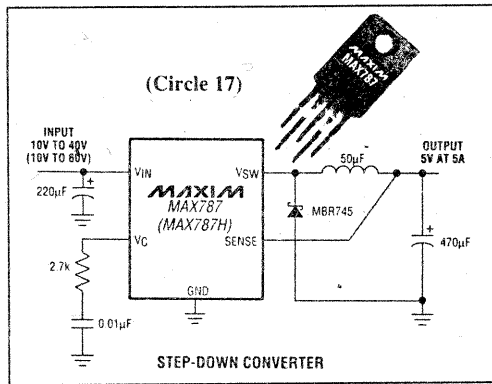 (Circle 17)
MAXIM
MAX787
INPUT
10V TO 40V
(10V TO 60V)
OUTPUT
5V AT 5A
VIN
VSW
50µF
220µF
MAXIM
MAX787
(MAX787H)
MBR745
VC
SENSE
470µF
2.7k
GND
0.01µF
STEP-DOWN CONVERTER